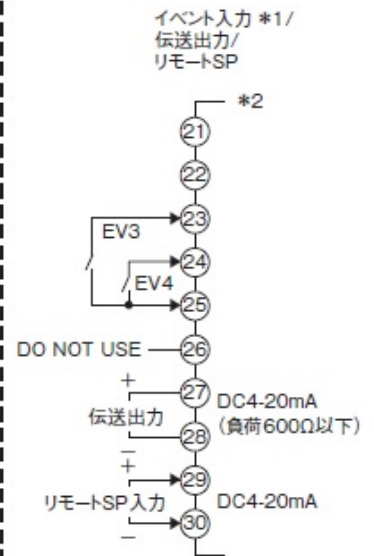 イベント入力 *1/
伝送出力/
リモートSP
*2
21
22
23
EV3
24
EV4
25
DO NOT USE
26
+
27
DC4-20mA
伝送出力
(負荷600Ω以下)
28
−
+
29
リモートSP入力
DC4-20mA
30
−